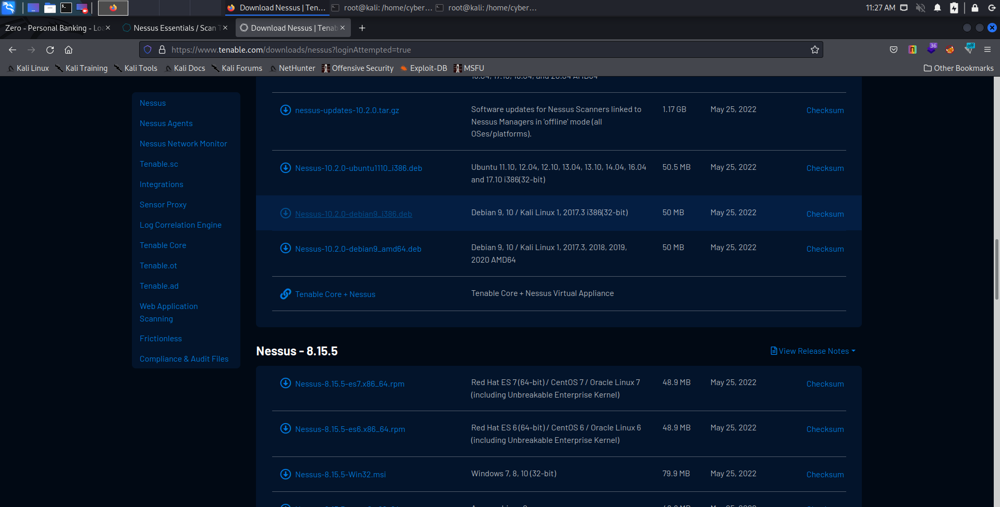 Download Nessus | Ten...
root@kali: /home/cyber...
root@kali: /home/cyber...
11:27 AM
Zero - Personal Banking - Lo
Nessus Essentials / Scan T
Download Nessus | Tenab
https://www.tenable.com/downloads/nessus?loginAttempted=true
36
off
Kali Linux
Kali Training
Kali Tools
Kali Docs
Kali Forums
NetHunter
Offensive Security
Exploit-DB
MSFU
Other Bookmarks
Nessus
Nessus Agents
Nessus Network Monitor
Tenable.sc
Integrations
Sensor Proxy
Log Correlation Engine
Tenable Core
Tenable.ot
Tenable.ad
Web Application
Scanning
Frictionless
Compliance & Audit Files
nessus-updates-10.2.0.tar.gz
Software updates for Nessus Scanners linked to
Nessus Managers in 'offline' mode (all
OSes/platforms).
1.17 GB
May 25, 2022
Checksum
Nessus-10.2.0-ubuntu1110_i386.deb
Ubuntu 11.10, 12.04, 12.10, 13.04, 13.10, 14.04, 16.04
and 17.10 i386(32-bit)
50.5 MB
May 25, 2022
Checksum
Nessus-10.2.0-debian9_i386.deb
Debian 9, 10 / Kali Linux 1, 2017.3 i386(32-bit)
50 MB
May 25, 2022
Checksum
Nessus-10.2.0-debian9_amd64.deb
Debian 9, 10 / Kali Linux 1, 2017.3, 2018, 2019,
2020 AMD64
50 MB
May 25, 2022
Checksum
Tenable Core + Nessus
Tenable Core + Nessus Virtual Appliance
Nessus - 8.15.5
View Release Notes
Nessus-8.15.5-es7.x86_64.rpm
Red Hat ES 7 (64-bit) / CentOS 7 / Oracle Linux 7
(including Unbreakable Enterprise Kernel)
48.9 MB
May 25, 2022
Checksum
Nessus-8.15.5-es6.x86_64.rpm
Red Hat ES 6 (64-bit) / CentOS 6 / Oracle Linux 6
(including Unbreakable Enterprise Kernel)
48.9 MB
May 25, 2022
Checksum
Nessus-8.15.5-Win32.msi
Windows 7, 8, 10 (32-bit)
79.9 MB
May 25, 2022
Checksum